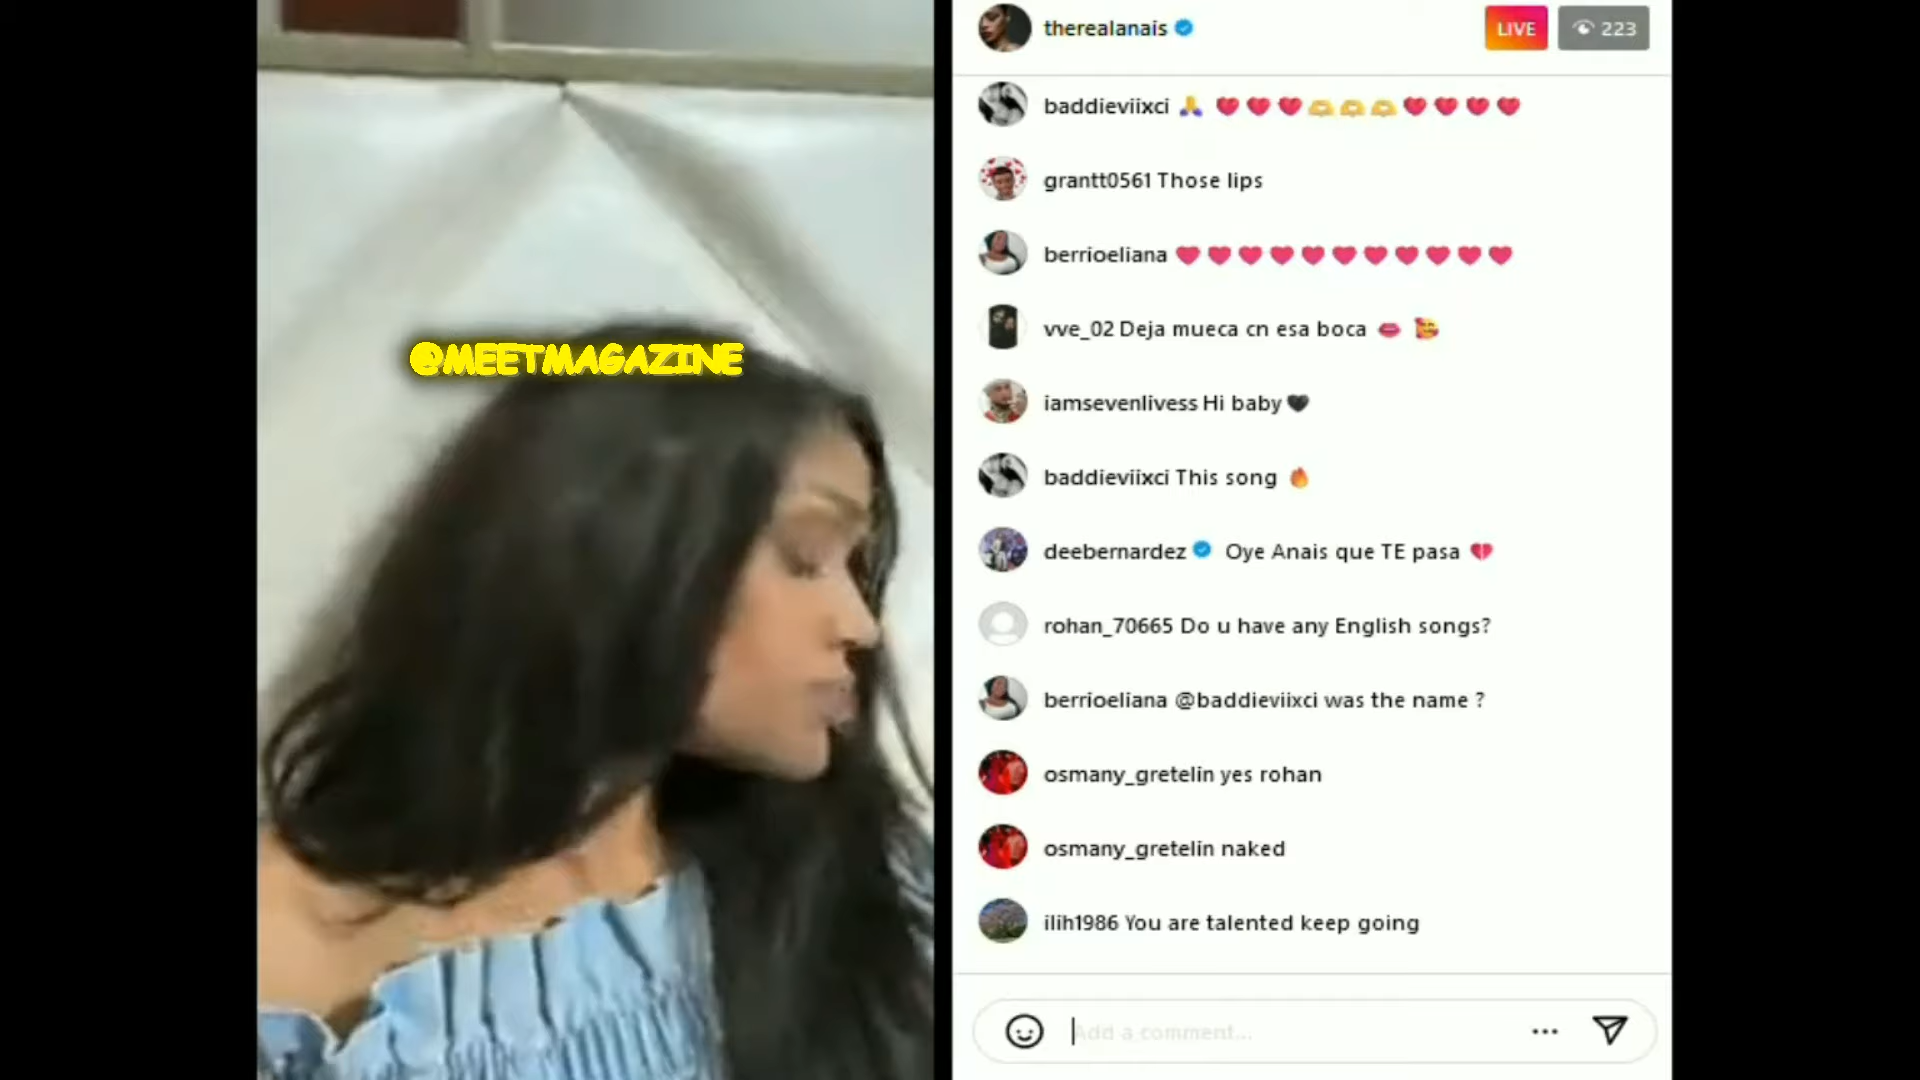 therealanais
LIVE
223
baddieviixci 🙏 ❤️ ❤️ ❤️ 🫶 🫶 🫶 ❤️ ❤️ ❤️ ❤️
grantt0561 Those lips
berrioeliana ❤️ ❤️ ❤️ ❤️ ❤️ ❤️ ❤️ ❤️ ❤️ ❤️ ❤️
@MEETMAGAZINE
vve_02 Deja mueca cn esa boca 👄 🥰
iamsevenlivess Hi baby🖤
baddieviixci This song 🔥
deebernardez Oye Anais que TE pasa 💔
rohan_70665 Do u have any English songs?
berrioeliana @baddieviixci was the name ?
osmany_gretelin yes rohan
osmany_gretelin naked
ilih1986 You are talented keep going
Add a comment...